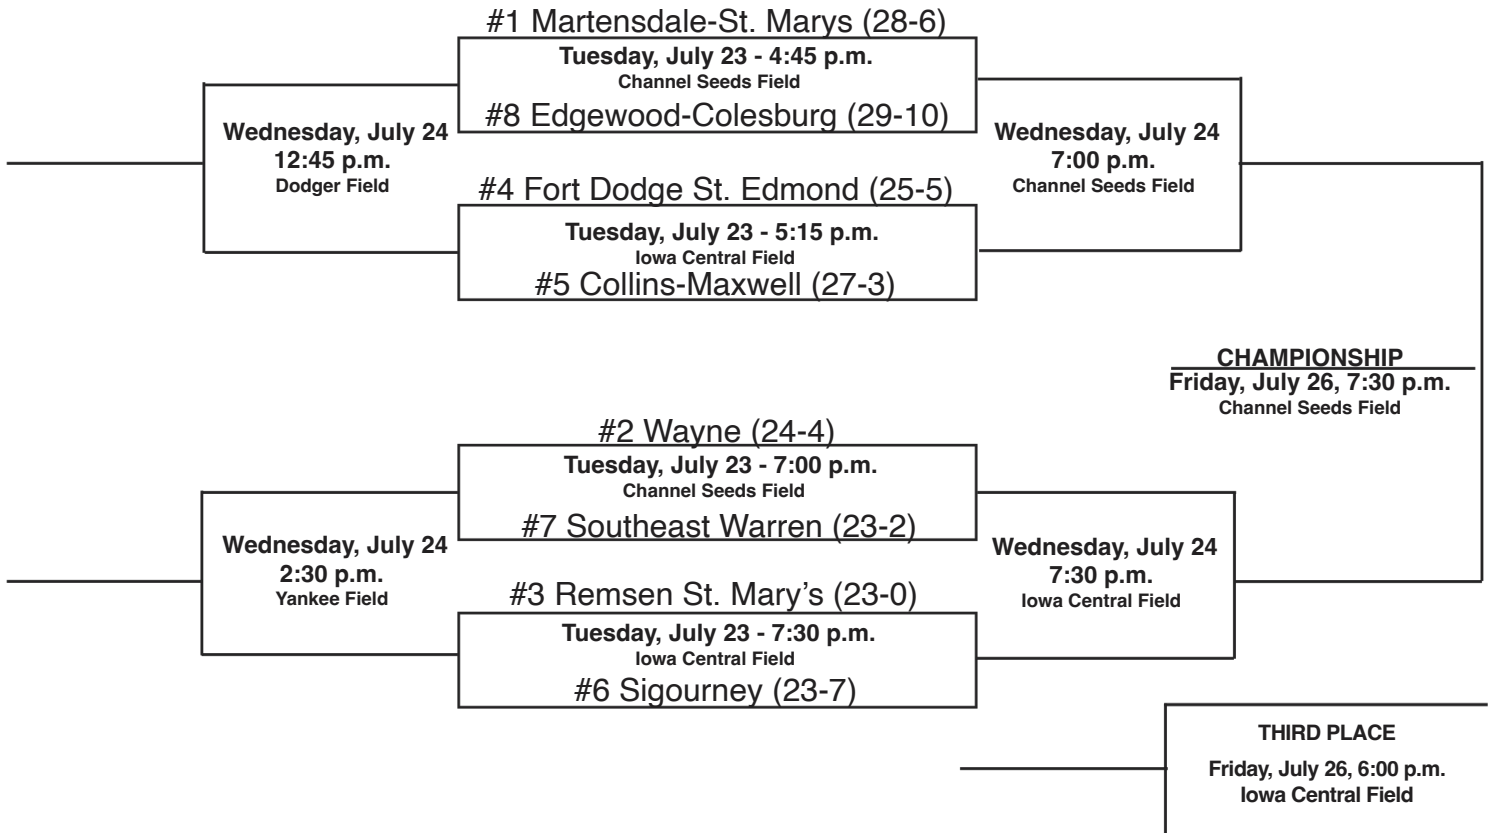 #1 Martensdale-St. Marys (28-6)
Tuesday, July 23 - 4:45 p.m.
Channel Seeds Field
#8 Edgewood-Colesburg (29-10)
Wednesday, July 24
12:45 p.m.
Dodger Field
Wednesday, July 24
7:00 p.m.
Channel Seeds Field
#4 Fort Dodge St. Edmond (25-5)
Tuesday, July 23 - 5:15 p.m.
Iowa Central Field
#5 Collins-Maxwell (27-3)
CHAMPIONSHIP
Friday, July 26, 7:30 p.m.
Channel Seeds Field
#2 Wayne (24-4)
Tuesday, July 23 - 7:00 p.m.
Channel Seeds Field
#7 Southeast Warren (23-2)
Wednesday, July 24
2:30 p.m.
Yankee Field
Wednesday, July 24
7:30 p.m.
Iowa Central Field
#3 Remsen St. Mary’s (23-0)
Tuesday, July 23 - 7:30 p.m.
Iowa Central Field
#6 Sigourney (23-7)
THIRD PLACE
Friday, July 26, 6:00 p.m.
Iowa Central Field